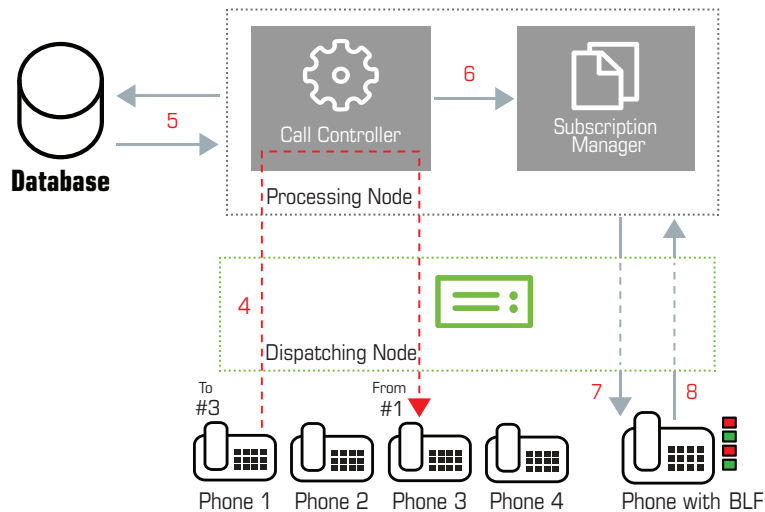 6
5
Call Controller
Subscription
Manager
Database
Processing Node
4
Dispatching Node
To
#3
From
#1
7
8
Phone 1
Phone 2
Phone 3
Phone 4
Phone with BLF